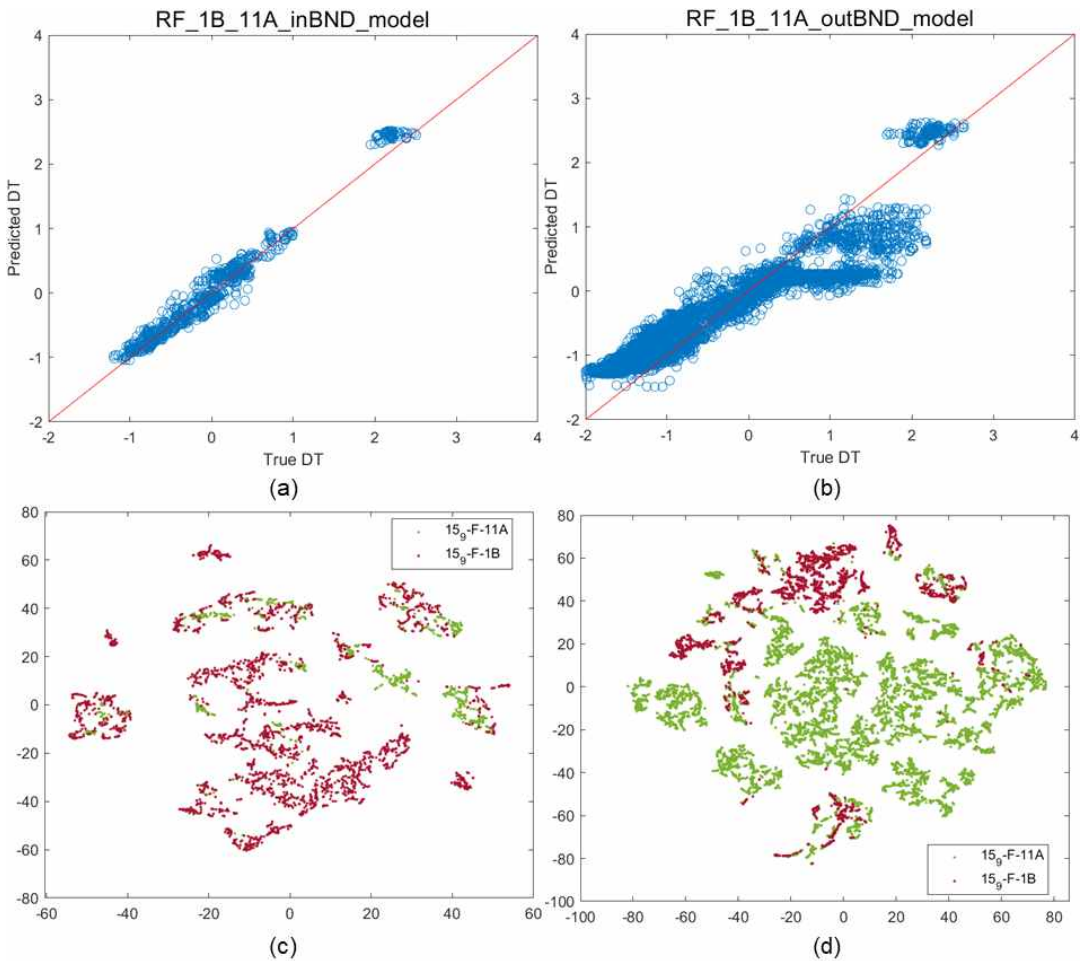 RF_1B_11A_inBND_model
4
3
2
1
0
-1
-2
Predicted DT
-2 -1 0 1 2 3 4
True DT
(a)
RF_1B_11A_outBND_model
4
3
2
1
0
-1
-2
Predicted DT
-2 -1 0 1 2 3 4
True DT
(b)
80
60
40
20
0
-20
-40
-60
-80
15₉-F-11A
15₉-F-1B
-60 -40 -20 0 20 40 60
(c)
80
60
40
20
0
-20
-40
-60
-80
-100
15₉-F-11A
15₉-F-1B
-100 -80 -60 -40 -20 0 20 40 60 80
(d)